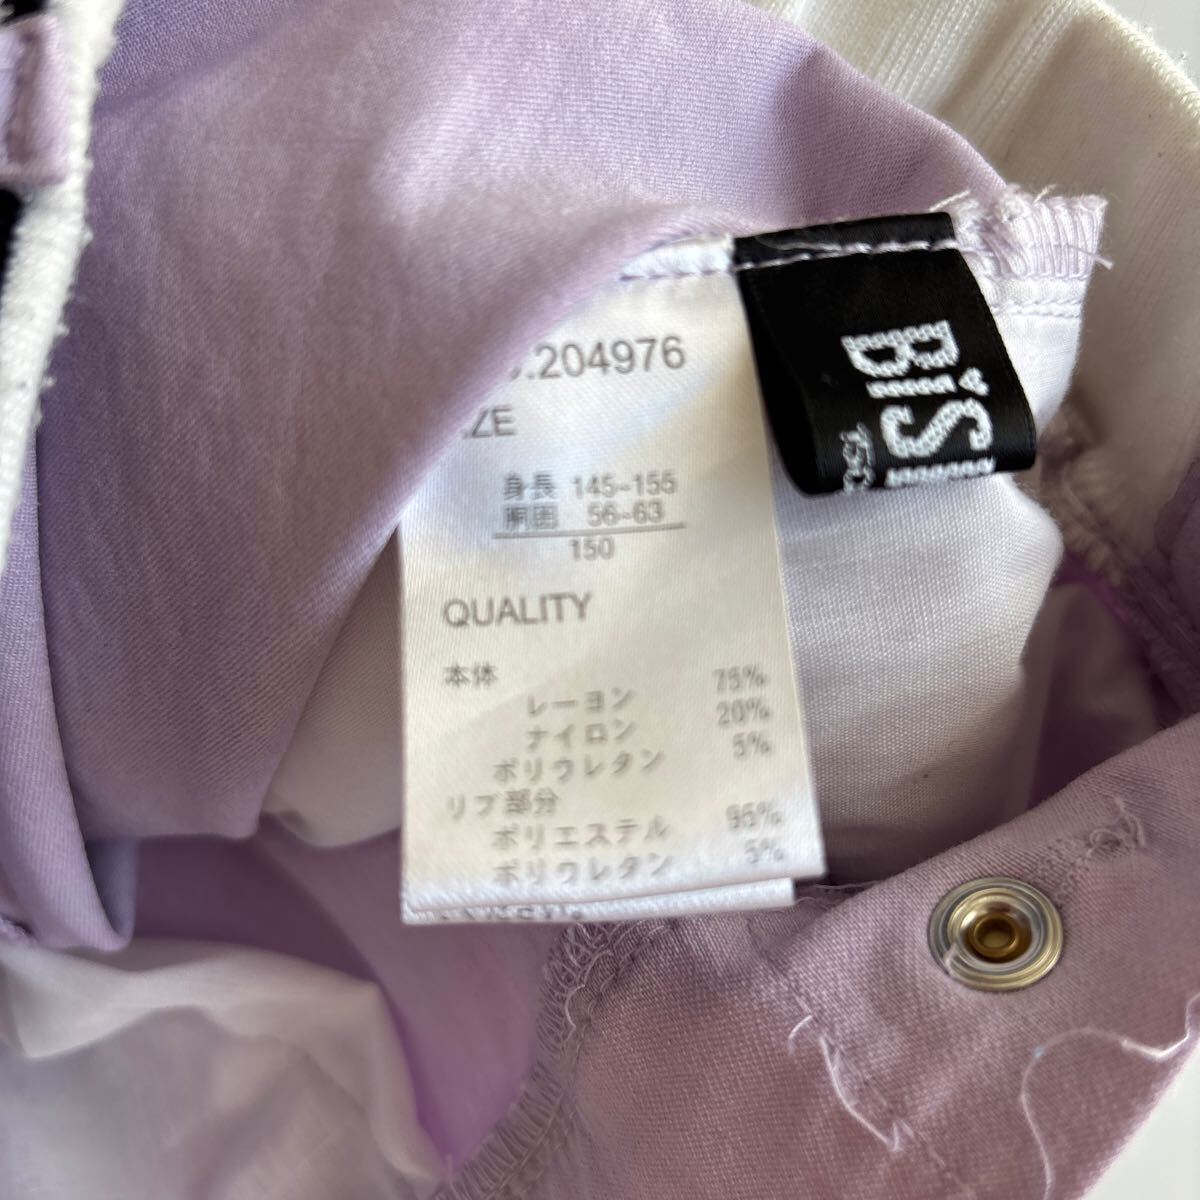 .204976
身長 145~155
胴囲 56~63
150
QUALITY
本体
レーヨン 75%
ナイロン 20%
ポリウレタン 5%
リブ部分
ポリエステル 95%
ポリウレタン 5%
BiS